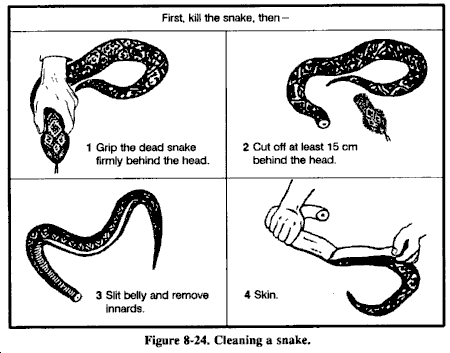 First, kill the snake, then—
1 Grip the dead snake
firmly behind the head.
2 Cut off at least 15 cm
behind the head.
3 Slit belly and remove
innards.
4 Skin.
Figure 8-24. Cleaning a snake.